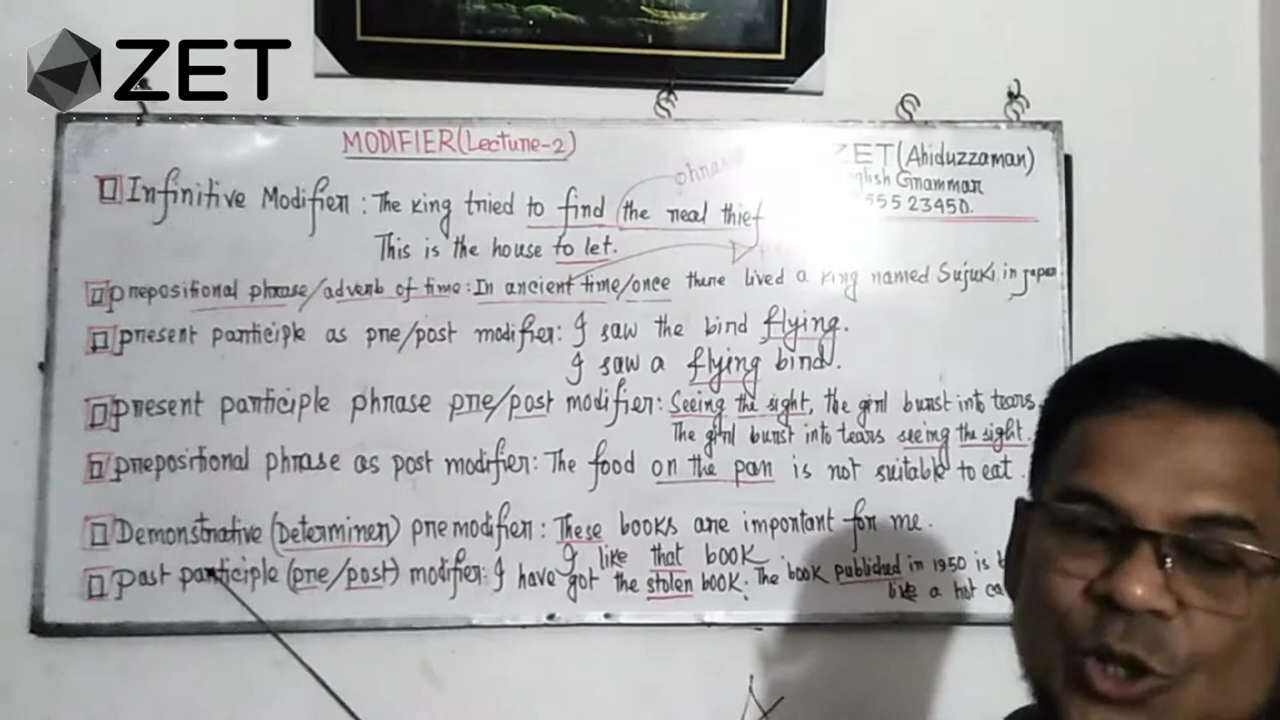 ZET
MODIFIER(Lecture-2)
ZET(Ahiduzzaman)
English Grammar
555 23450.
Infinitive Modifier: The king tried to find the real thief
This is the house to let.
prepositional phrase/adverb of time: In ancient time/once there lived a king named Sujuki in japan
present participle as pre/post modifier: I saw the bird flying.
I saw a flying bird.
present participle phrase pre/post modifier: Seeing the sight, the girl burst into tears.
The girl burst into tears seeing the sight.
prepositional phrase as post modifier: The food on the pan is not suitable to eat.
Demonstrative (Determiner) premodifier: These books are important for me.
I like that book
past participle (pre/post) modifier: I have got the stolen book. The book published in 1950 is
like a hot